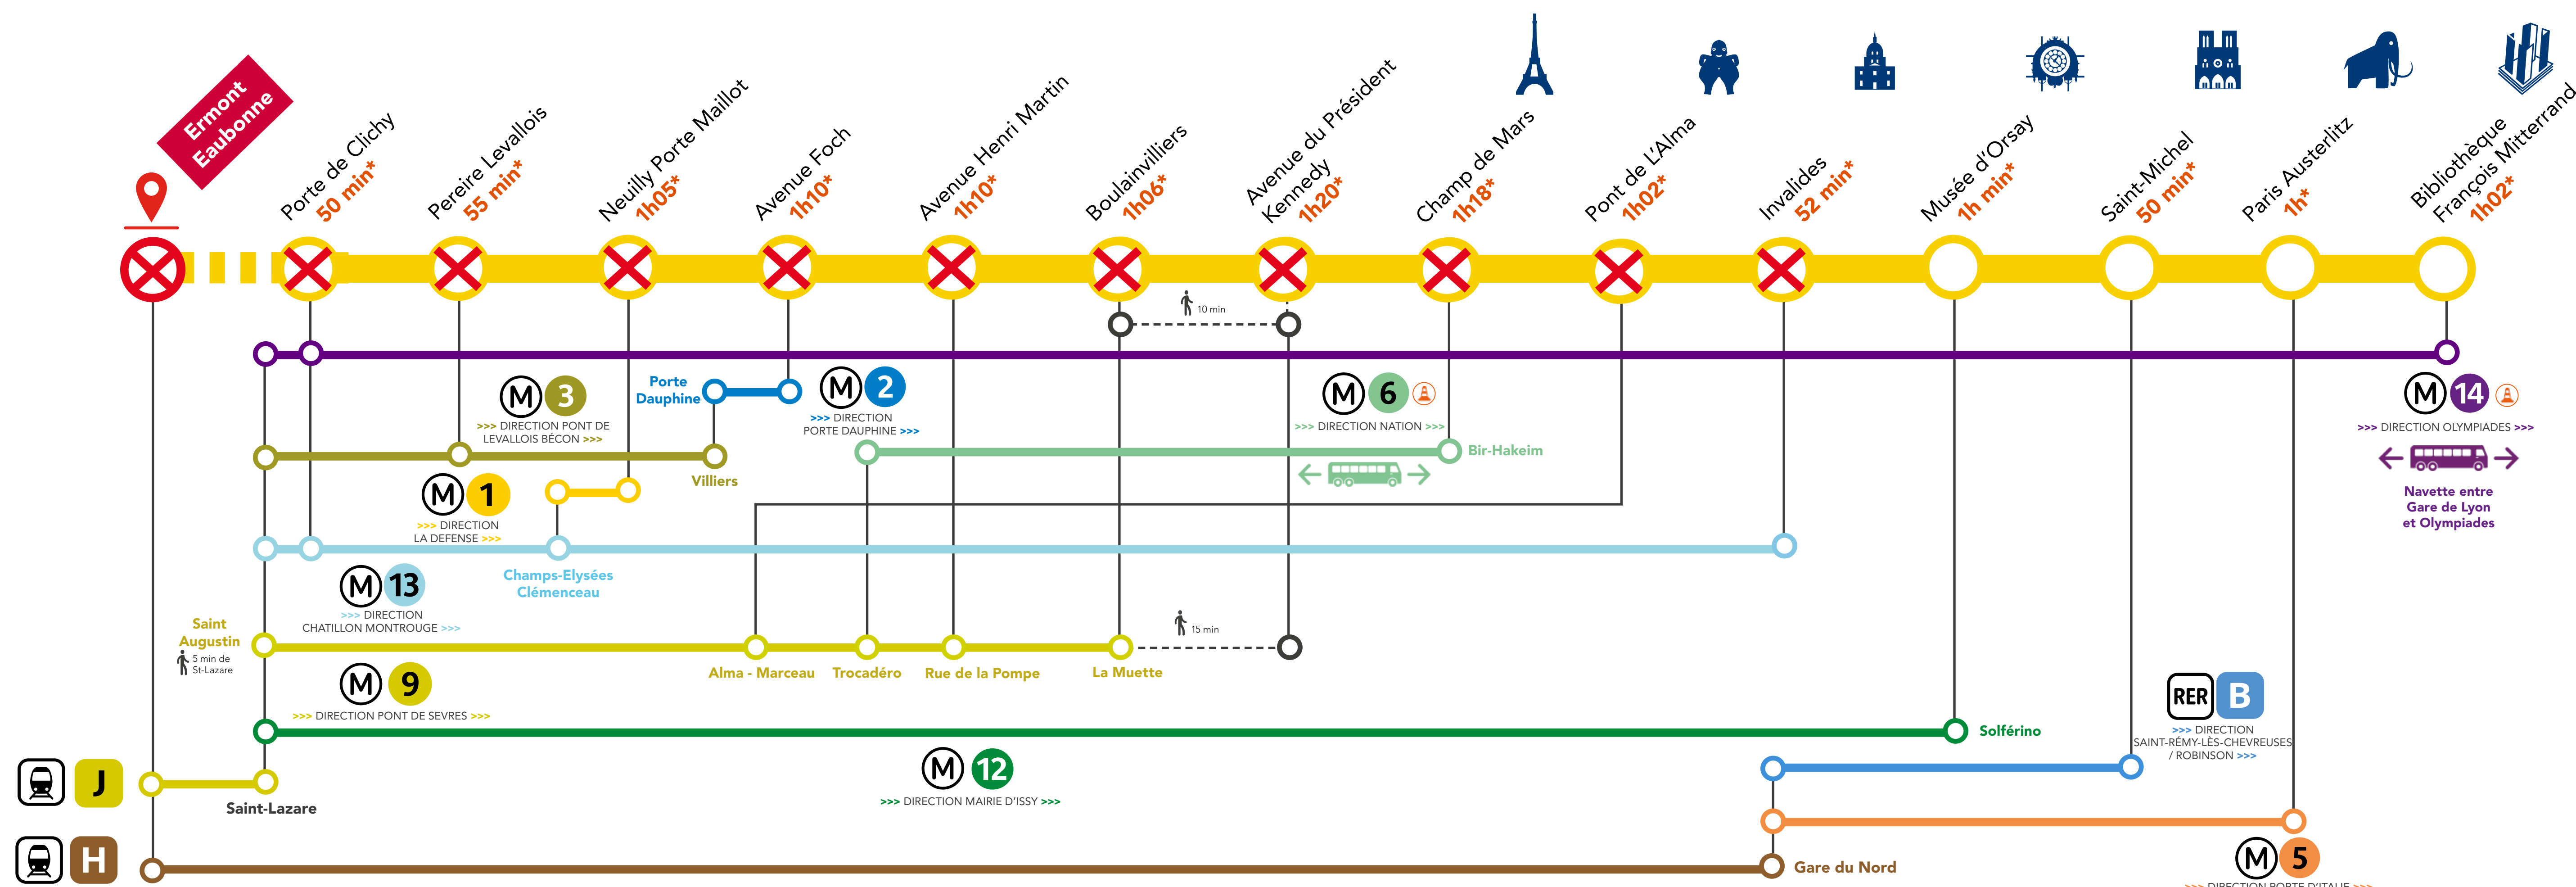 Ermont
Eaubonne
Porte de Clichy
50 min*
Pereire Levallois
55 min*
Neuilly Porte Maillot
1h05*
Avenue Foch
1h10*
Avenue Henri Martin
1h10*
Boulainvilliers
1h06*
Avenue du Président
Kennedy
1h20*
Champ de Mars
1h18*
Pont de L'Alma
1h02*
Invalides
52 min*
Musée d'Orsay
1h min*
Saint-Michel
50 min*
Paris Austerlitz
1h*
Bibliothèque
François Mitterrand
1h02*
10 min
M 3
>>> DIRECTION PONT DE
LEVALLOIS BÉCON >>>
Porte
Dauphine
M 2
>>> DIRECTION
PORTE DAUPHINE >>>
M 6
>>> DIRECTION NATION >>>
Bir-Hakeim
M 14
>>> DIRECTION OLYMPIADES >>>
Navette entre
Gare de Lyon
et Olympiades
Villiers
M 1
>>> DIRECTION
LA DEFENSE >>>
M 13
>>> DIRECTION
CHATILLON MONTROUGE >>>
Champs-Elysées
Clémenceau
Saint
Augustin
5 min de
St-Lazare
15 min
Alma - Marceau
Trocadéro
Rue de la Pompe
La Muette
M 9
>>> DIRECTION PONT DE SEVRES >>>
Solférino
RER B
>>> DIRECTION
SAINT-RÉMY-LÈS-CHEVREUSES
/ ROBINSON >>>
M 12
>>> DIRECTION MAIRIE D'ISSY >>>
J
Saint-Lazare
H
Gare du Nord
M 5
>>> DIRECTION PORTE D'ITALIE >>>